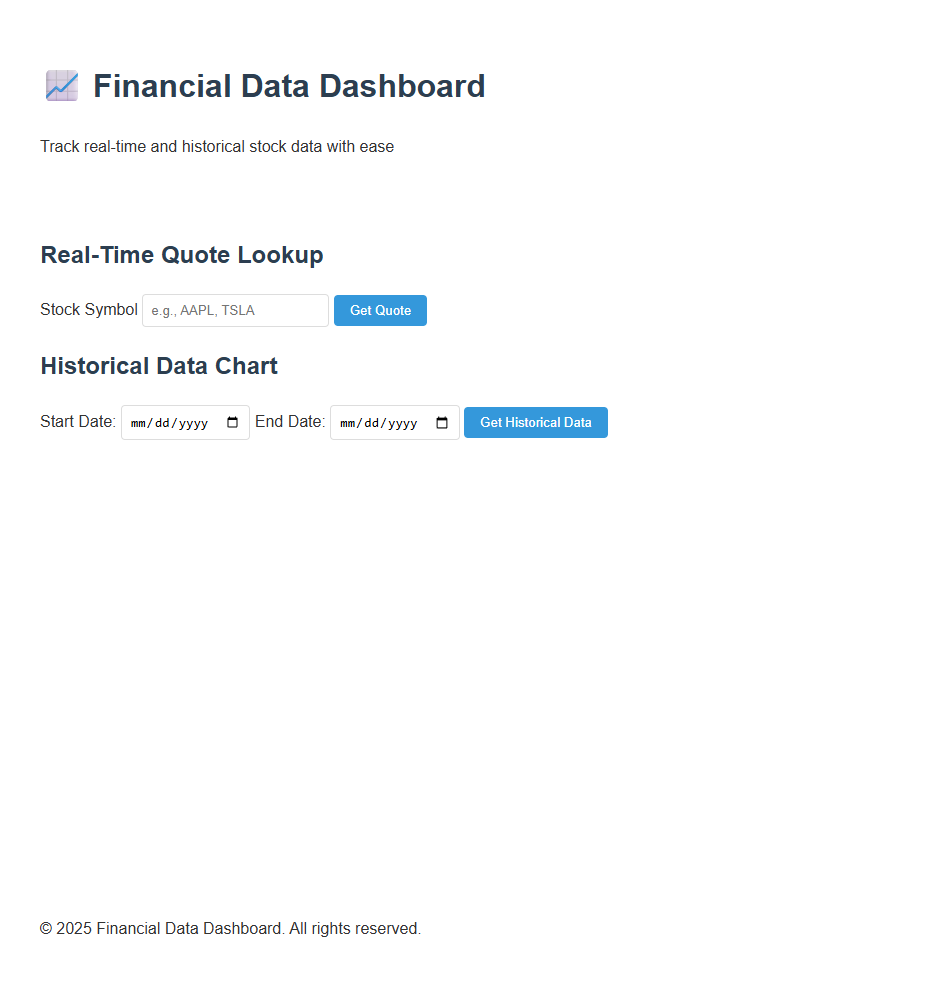 Financial Data Dashboard
Track real-time and historical stock data with ease
Real-Time Quote Lookup
Stock Symbol e.g., AAPL, TSLA Get Quote
Historical Data Chart
Start Date: mm/dd/yyyy End Date: mm/dd/yyyy Get Historical Data
© 2025 Financial Data Dashboard. All rights reserved.